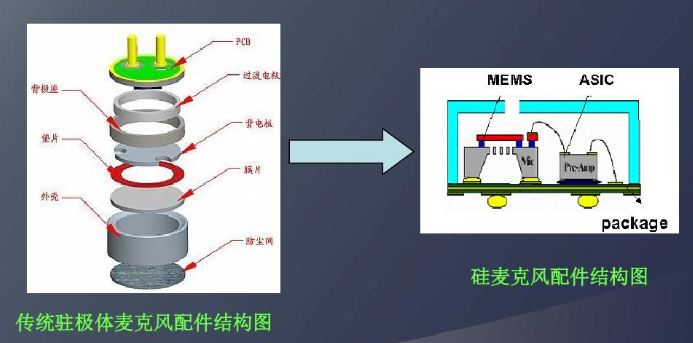 PCB
过波电极
背极座
背电板
垫片
膜片
外壳
防尘网
MEMS ASIC
Mic
Pre-Amp
package
传统驻极体麦克风配件结构图
硅麦克风配件结构图